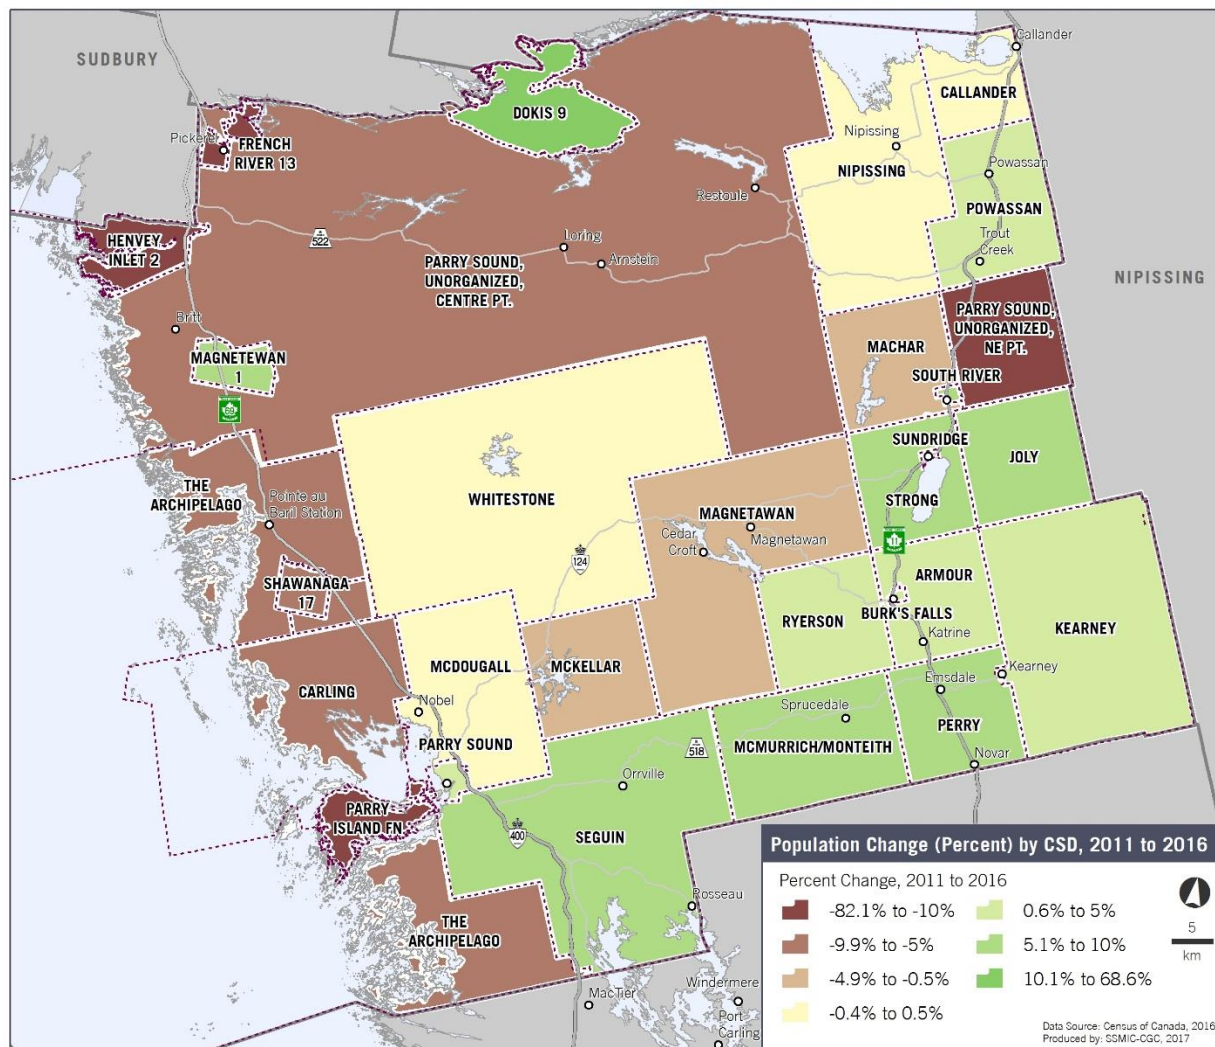 SUDBURY
Callander
DOKIS 9
CALLANDER
Pickerel
FRENCH
RIVER 13
Nipissing
NIPISSING
Powassan
POWASSAN
Restoule
Trout
Creek
HENVEY
INLET 2
522
Loring
Arnstein
PARRY SOUND,
UNORGANIZED,
CENTRE PT.
NIPISSING
PARRY SOUND,
UNORGANIZED,
NE PT.
Britt
MACHAR
MAGNETEWAN
1
SOUTH RIVER
69
SUNDRIDGE
JOLY
THE
ARCHIPELAGO
Pointe au
Baril Station
WHITESTONE
STRONG
MAGNETAWAN
Magnetawan
Cedar
Croft
11
124
SHAWANAGA
17
ARMOUR
RYERSON
BURK'S FALLS
KEARNEY
Katrine
MCDOUGALL
MCKELLAR
CARLING
Kearney
Emsdale
Nobel
Sprucedale
PERRY
PARRY SOUND
518
MCMURRICH/MONTEITH
Novar
Orrville
PARRY
ISLAND FN
400
SEGUIN
Rosseau
THE
ARCHIPELAGO
Windermere
MacTier
Port
Carling
Population Change (Percent) by CSD, 2011 to 2016
Percent Change, 2011 to 2016
-82.1% to -10%
-9.9% to -5%
-4.9% to -0.5%
-0.4% to 0.5%
0.6% to 5%
5.1% to 10%
10.1% to 68.6%
5
km
Data Source: Census of Canada, 2016
Produced by: SSMIC-CGC, 2017